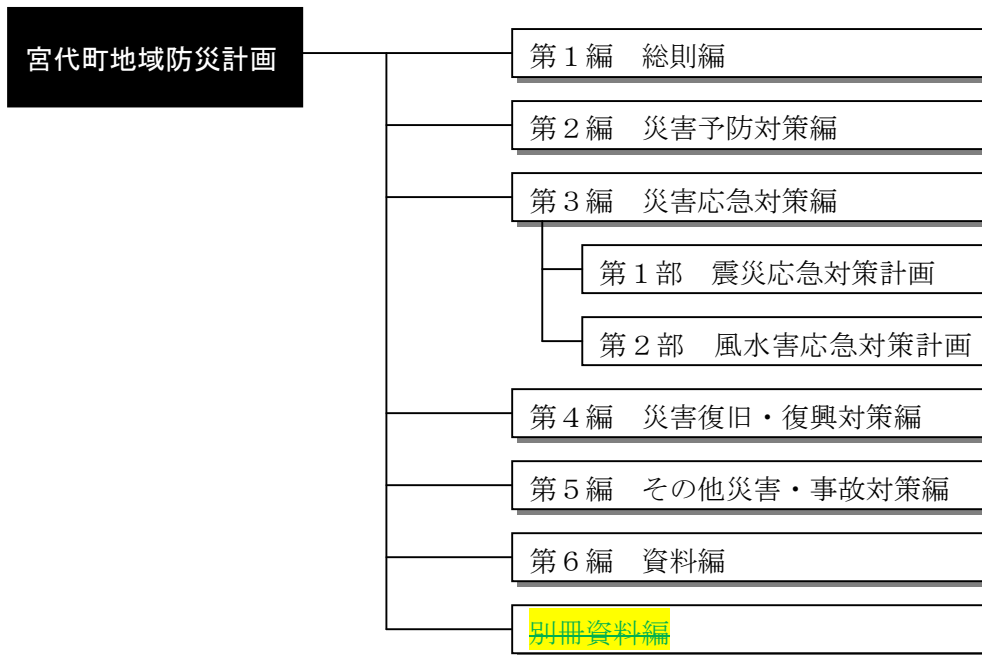 宮代町地域防災計画
第１編　総則編
第２編　災害予防対策編
第３編　災害応急対策編
第１部　震災応急対策計画
第２部　風水害応急対策計画
第４編　災害復旧・復興対策編
第５編　その他災害・事故対策編
第６編　資料編
別冊資料編